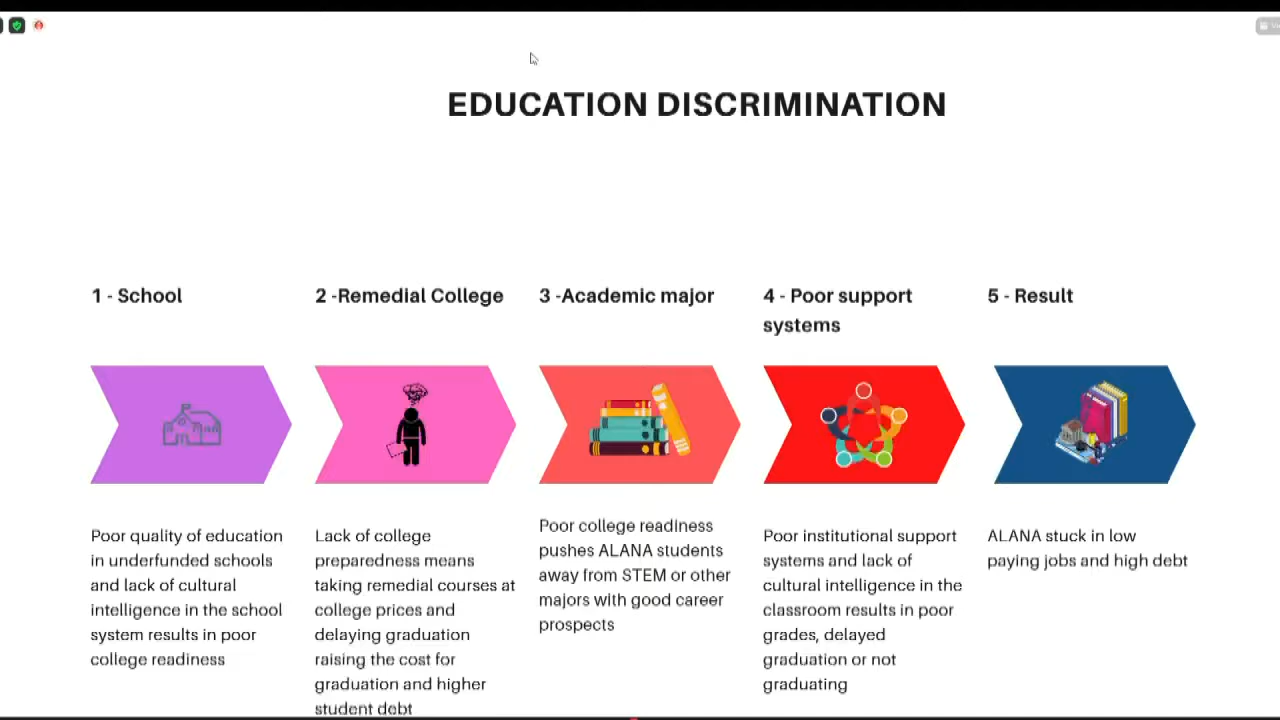 EDUCATION DISCRIMINATION
1 - School
Poor quality of education
in underfunded schools
and lack of cultural
intelligence in the school
system results in poor
college readiness
2 -Remedial College
Lack of college
preparedness means
taking remedial courses at
college prices and
delaying graduation
raising the cost for
graduation and higher
student debt
3 -Academic major
Poor college readiness
pushes ALANA students
away from STEM or other
majors with good career
prospects
4 - Poor support
systems
Poor institutional support
systems and lack of
cultural intelligence in the
classroom results in poor
grades, delayed
graduation or not
graduating
5 - Result
ALANA stuck in low
paying jobs and high debt